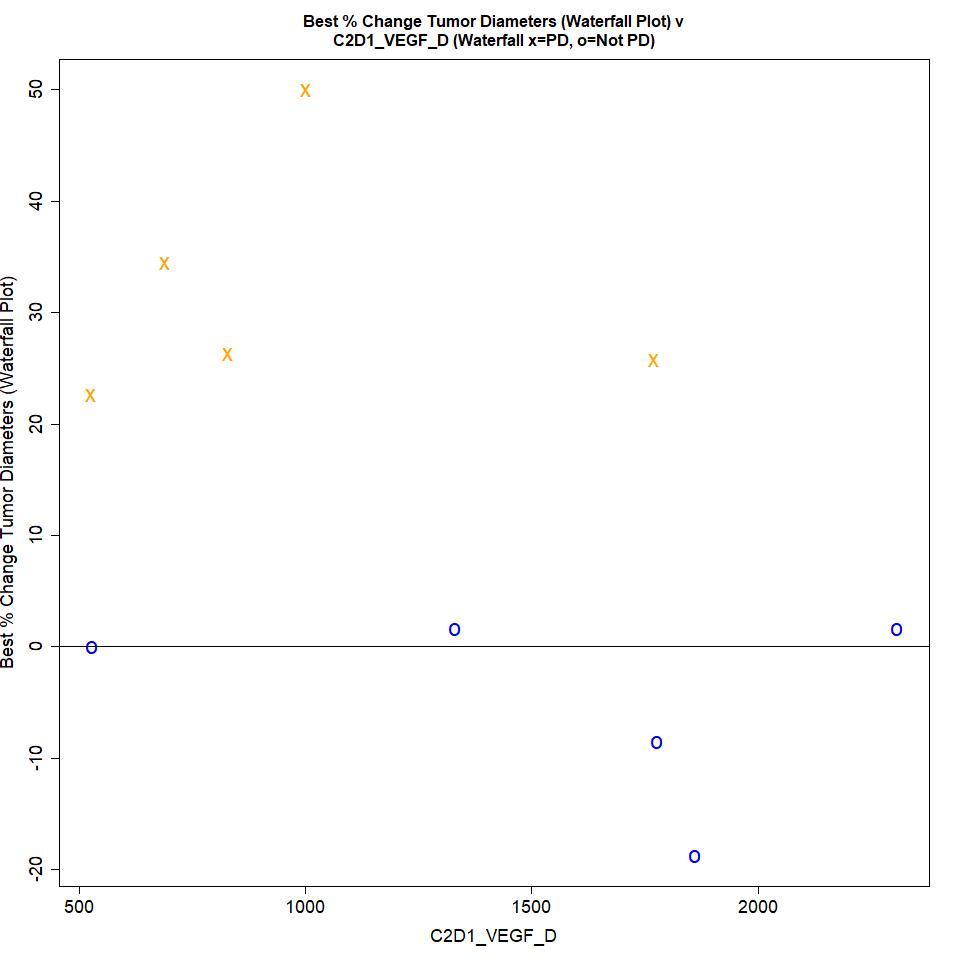 Best % Change Tumor Diameters (Waterfall Plot) v
C2D1_VEGF_D (Waterfall x=PD, o=Not PD)
Best % Change Tumor Diameters (Waterfall Plot)
50
40
30
20
10
0
-10
-20
X
X
X
X
X
O
O
O
O
O
500 1000 1500 2000
C2D1_VEGF_D